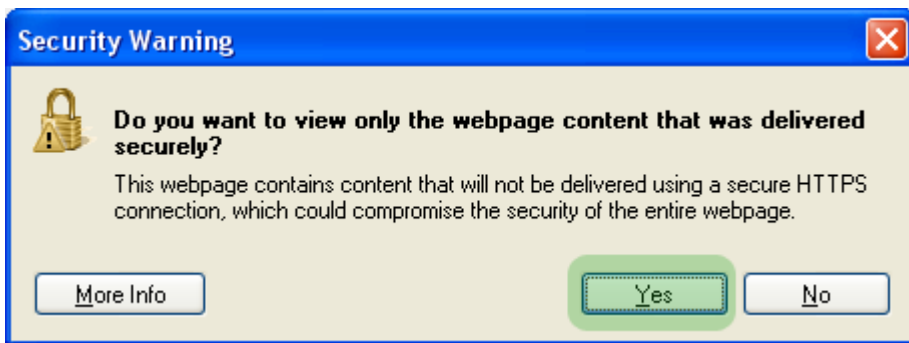 Security Warning
Do you want to view only the webpage content that was delivered
securely?
This webpage contains content that will not be delivered using a secure HTTPS
connection, which could compromise the security of the entire webpage.
More Info Yes No